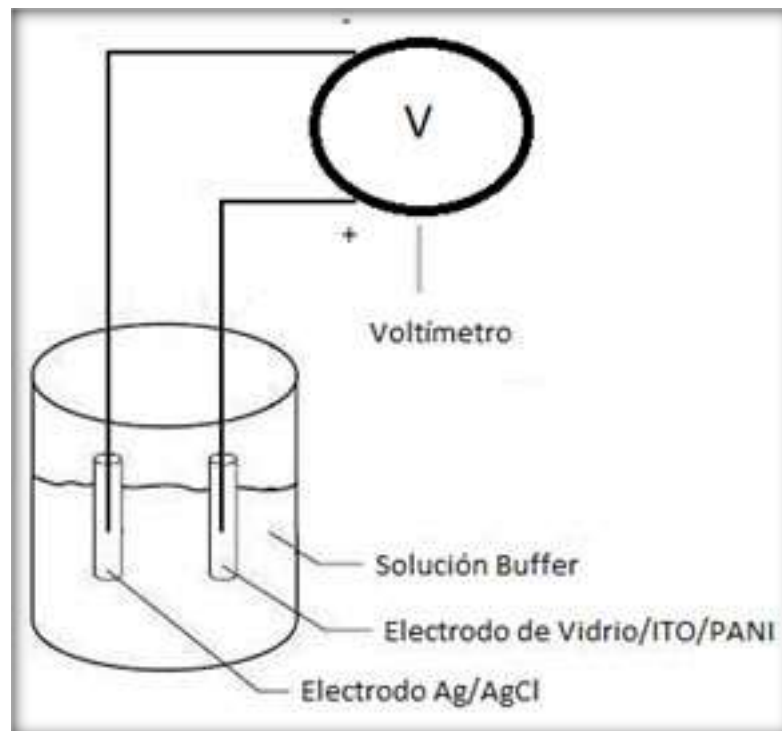 -
V
+
Voltímetro
Solución Buffer
Electrodo de Vidrio/ITO/PANI
Electrodo Ag/AgCl